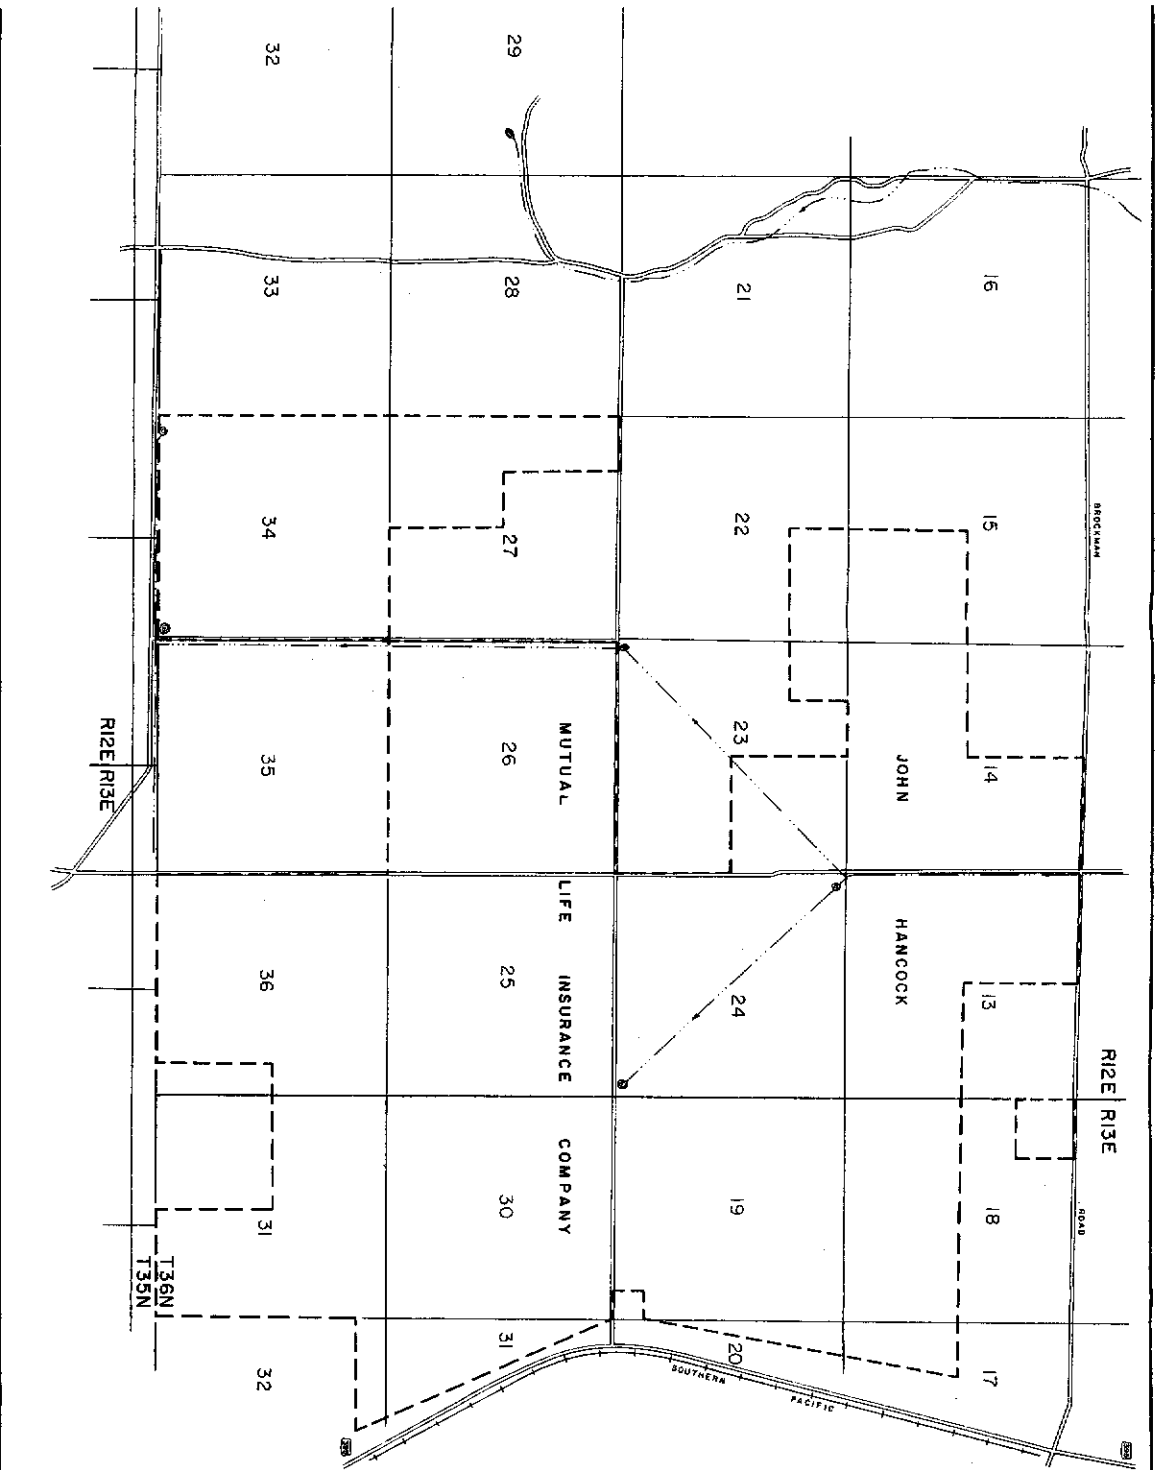 R12E R13E
BROCKMAN ROAD
16 15 14 13 18 17
JOHN HANCOCK
21 22 23 24 19 20
SOUTHERN PACIFIC
MUTUAL LIFE INSURANCE COMPANY
29 28 27 26 25 30 31
32 33 34 35 36 31 32
T36N
T35N
R12E R13E